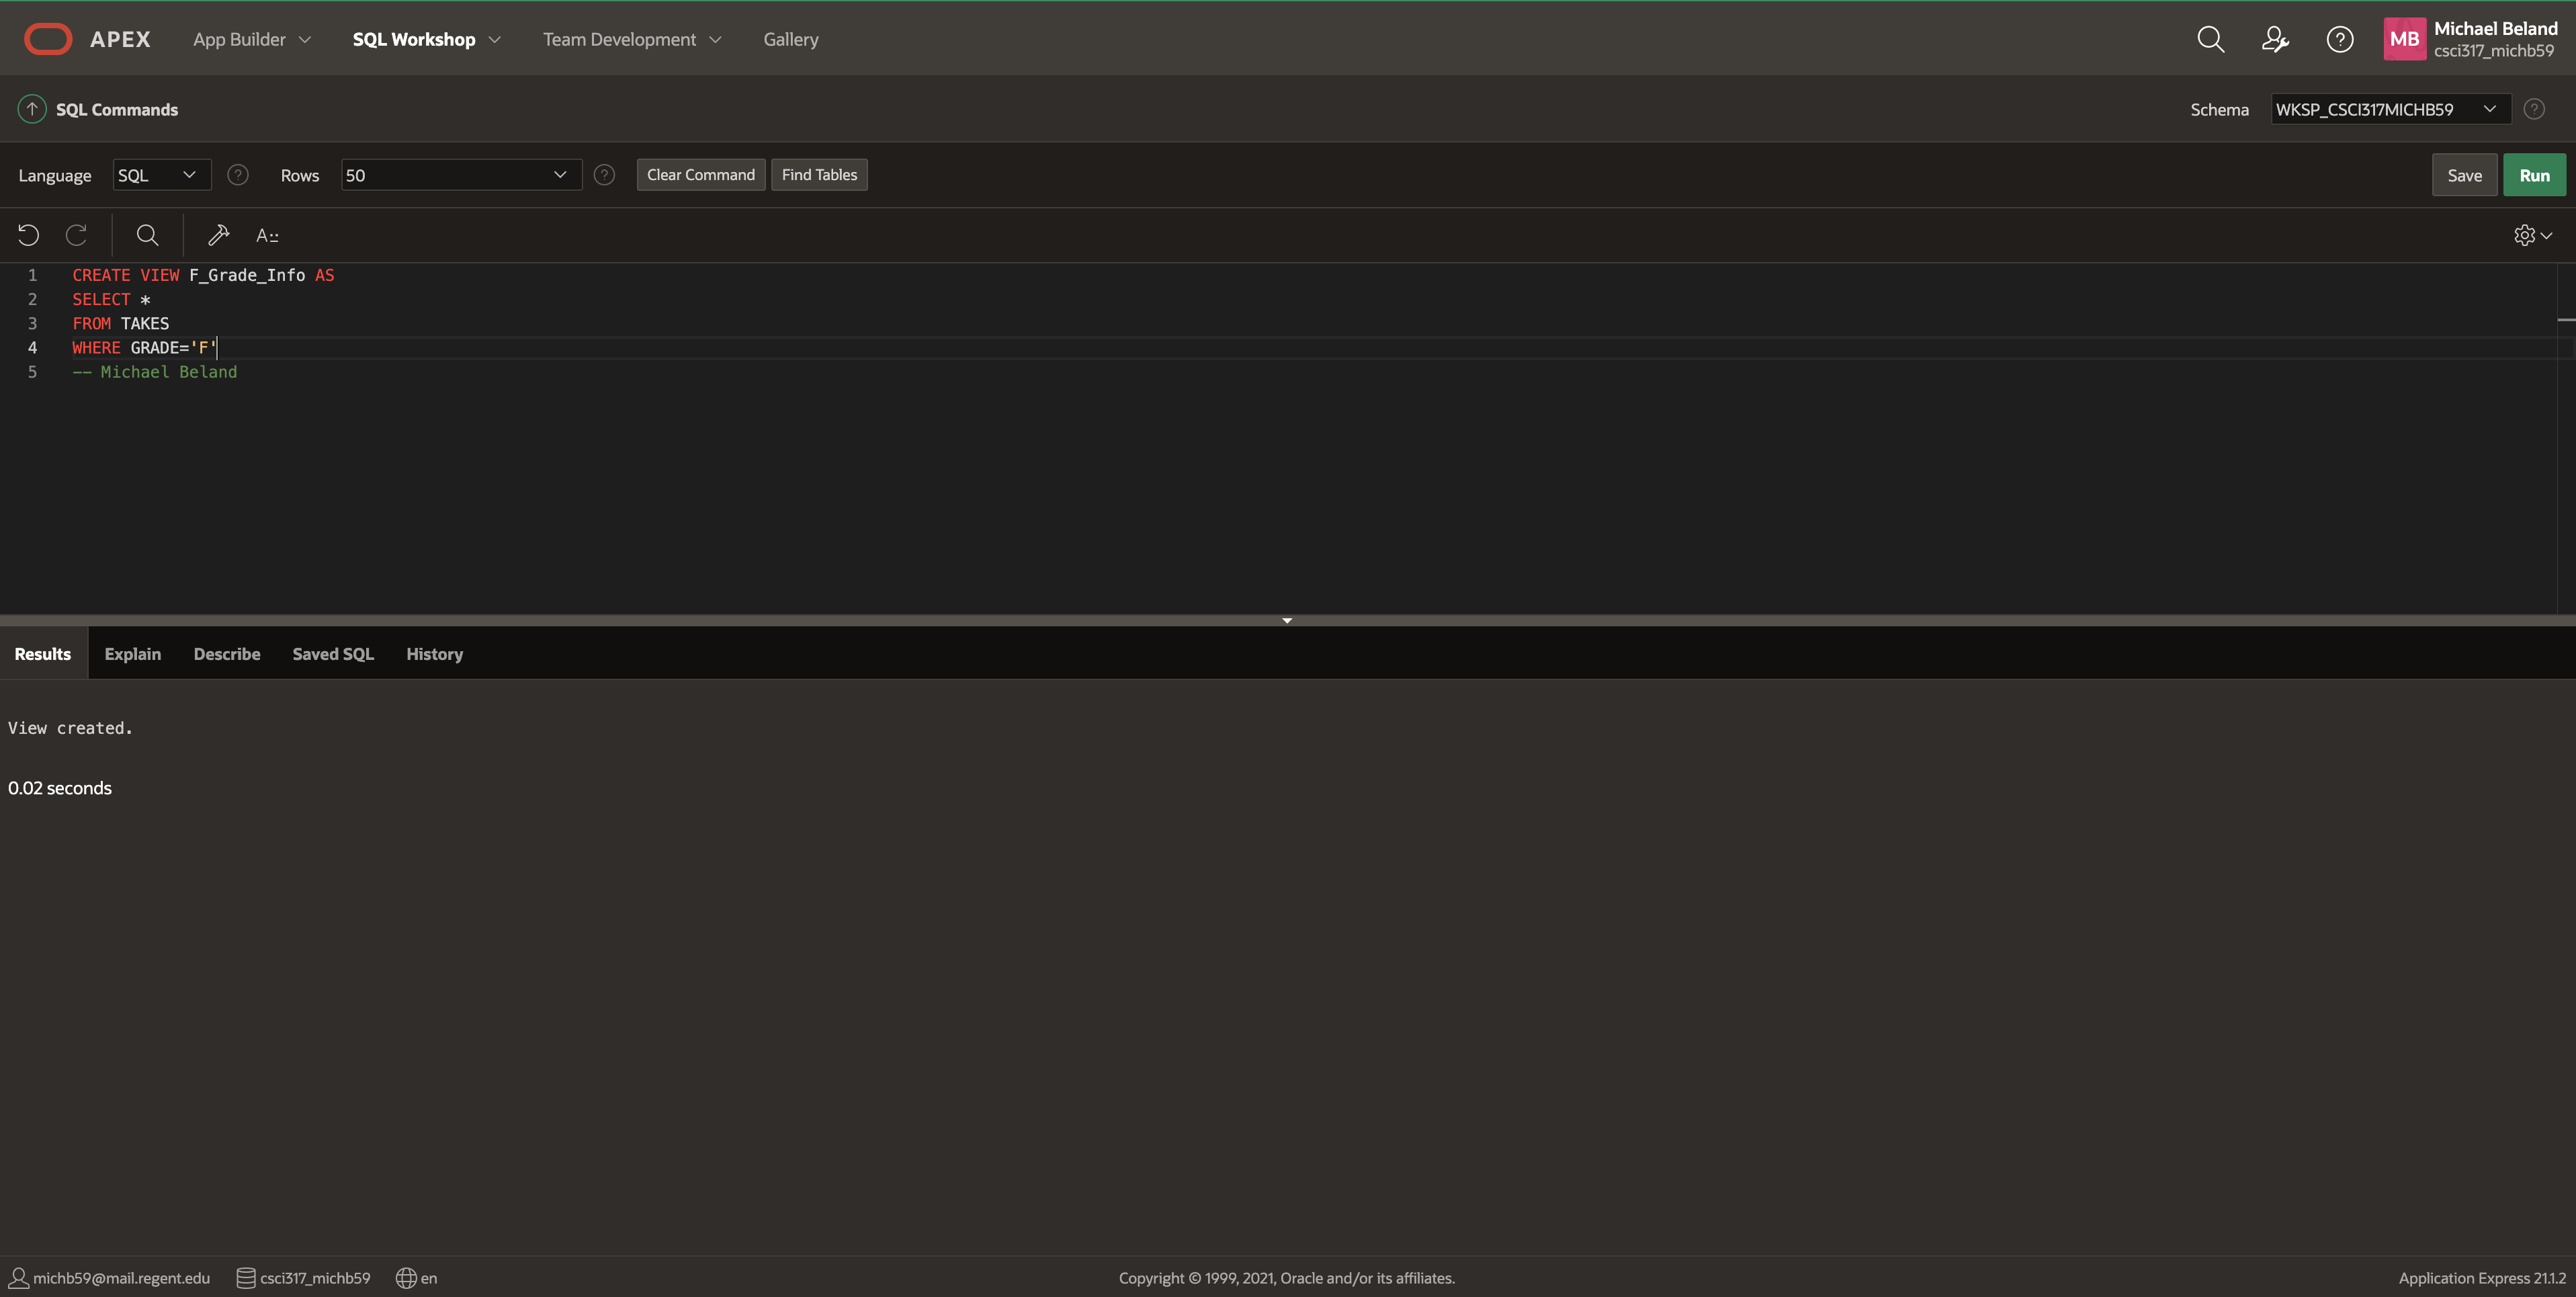 APEX App Builder SQL Workshop Team Development Gallery MB Michael Beland
csci317_michb59
SQL Commands Schema WKSP_CSCI317MICHB59 ?
Language SQL ? Rows 50 ? Clear Command Find Tables Save Run
A::
1 CREATE VIEW F_Grade_Info AS
2 SELECT *
3 FROM TAKES
4 WHERE GRADE='F'
5 -- Michael Beland
Results Explain Describe Saved SQL History
View created.
0.02 seconds
michb59@mail.regent.edu csci317_michb59 en Copyright © 1999, 2021, Oracle and/or its affiliates. Application Express 21.1.2